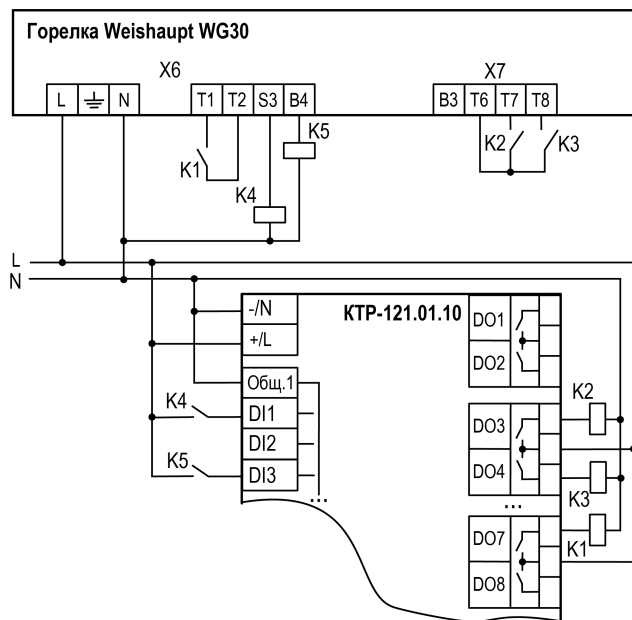 Горелка Weishaupt WG30
X6
X7
L N T1 T2 S3 B4 B3 T6 T7 T8
K1
K5
K2
K3
K4
L
N
-/N
КТР-121.01.10
+/L
DO1
DO2
Общ.1
K2
K4
DI1
DO3
DI2
K5
DI3
DO4
K3
...
...
DO7
K1
DO8